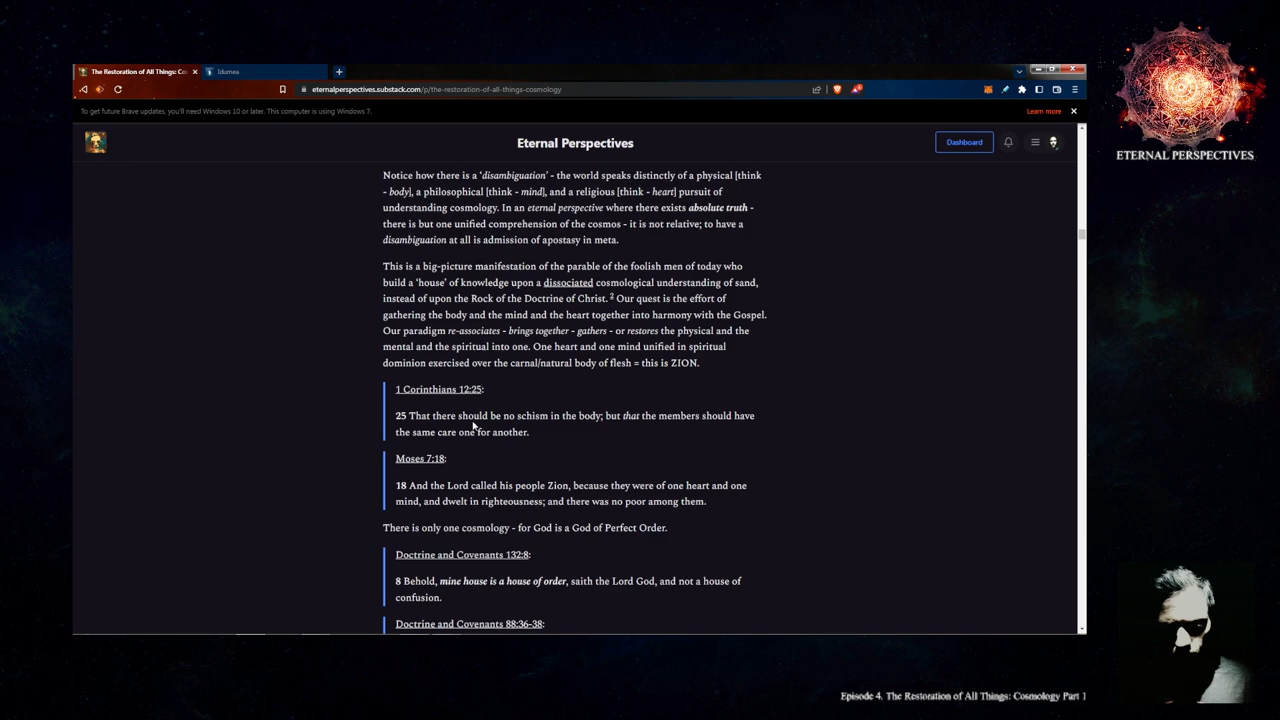 The Restoration of All Things: Co
Idumea
eternalperspectives.substack.com/p/the-restoration-of-all-things-cosmology
To get future Brave updates, you'll need Windows 10 or later. This computer is using Windows 7.
Learn more
Eternal Perspectives
Dashboard
ETERNAL PERSPECTIVES
Notice how there is a 'disambiguation' - the world speaks distinctly of a physical [think
- body], a philosophical [think - mind], and a religious [think - heart] pursuit of
understanding cosmology. In an eternal perspective where there exists absolute truth -
there is but one unified comprehension of the cosmos - it is not relative; to have a
disambiguation at all is admission of apostasy in meta.
This is a big-picture manifestation of the parable of the foolish men of today who
build a 'house' of knowledge upon a dissociated cosmological understanding of sand,
instead of upon the Rock of the Doctrine of Christ. 2 Our quest is the effort of
gathering the body and the mind and the heart together into harmony with the Gospel.
Our paradigm re-associates - brings together - gathers - or restores the physical and the
mental and the spiritual into one. One heart and one mind unified in spiritual
dominion exercised over the carnal/natural body of flesh = this is ZION.
1 Corinthians 12:25:
25 That there should be no schism in the body; but that the members should have
the same care one for another.
Moses 7:18:
18 And the Lord called his people Zion, because they were of one heart and one
mind, and dwelt in righteousness; and there was no poor among them.
There is only one cosmology - for God is a God of Perfect Order.
Doctrine and Covenants 132:8:
8 Behold, mine house is a house of order, saith the Lord God, and not a house of
confusion.
Doctrine and Covenants 88:36-38:
Episode 4. The Restoration of All Things: Cosmology Part 1